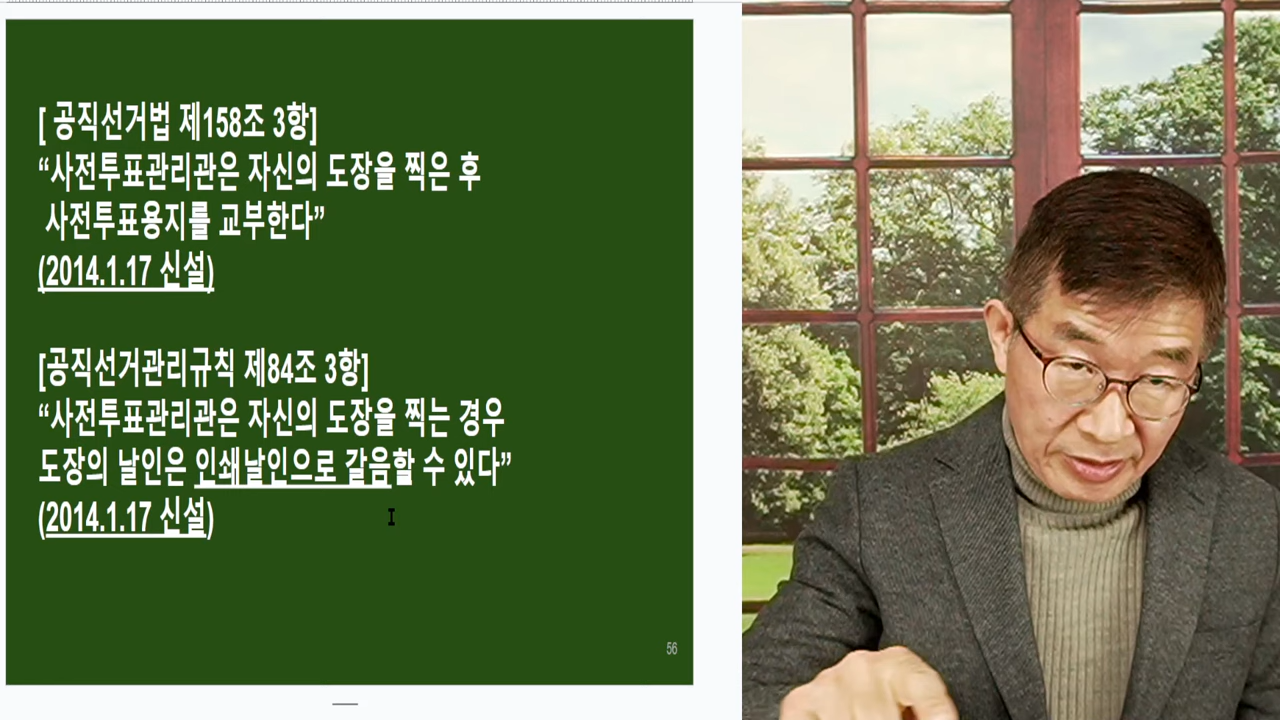 [ 공직선거법 제158조 3항]
“사전투표관리관은 자신의 도장을 찍은 후
사전투표용지를 교부한다”
(2014.1.17 신설)
[공직선거관리규칙 제84조 3항]
“사전투표관리관은 자신의 도장을 찍는 경우
도장의 날인은 인쇄날인으로 갈음할 수 있다”
(2014.1.17 신설)
56